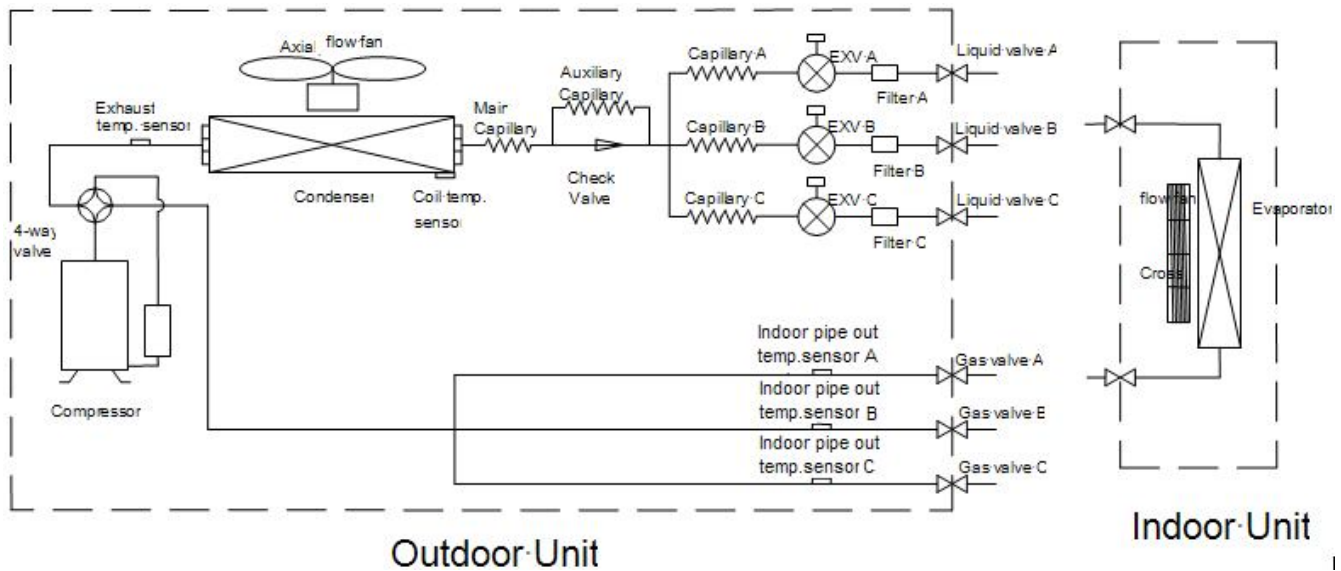 Axial flow fan
Exhaust
temp. sensor
Condenser
Coil temp.
sensor
4-way
valve
Compressor
Mair
Capillary
Auxiliary
Capillary
Check
Valve
Capillary A
EXV A
Filter A
Liquid valve A
Capillary B
EXV B
Filter B
Liquid valve B
Capillary C
EXV C
Filter C
Liquid valve C
Indoor pipe out
temp.sensor A
Gas valve A
Indoor pipe out
temp.sensor B
Gas valve E
Indoor pipe out
temp.sensor C
Gas valve C
Outdoor Unit
flow fan
Cross
Evaporator
Indoor Unit